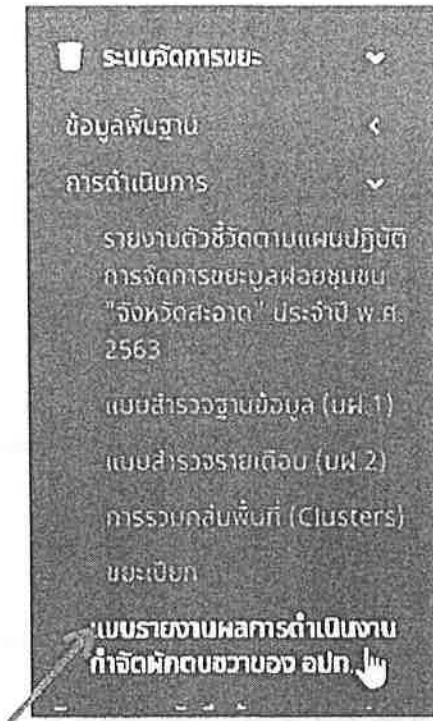 ระบบจัดการขยะ
ข้อมูลพื้นฐาน
การดำเนินการ
รายงานตัวชี้วัดตามแผนปฏิบัติ
การจัดการขยะมูลฝอยชุมชน
"จังหวัดสะอาด" ประจำปี พ.ศ.
2563
แบบสำรวจฐานข้อมูล (มฝ.1)
แบบสำรวจรายเดือน (มฝ.2)
การรวมกลุ่มพื้นที่ (Clusters)
ขยะเปียก
แบบรายงานผลการดำเนินงาน
กำจัดผักตบชวาของ อปท.